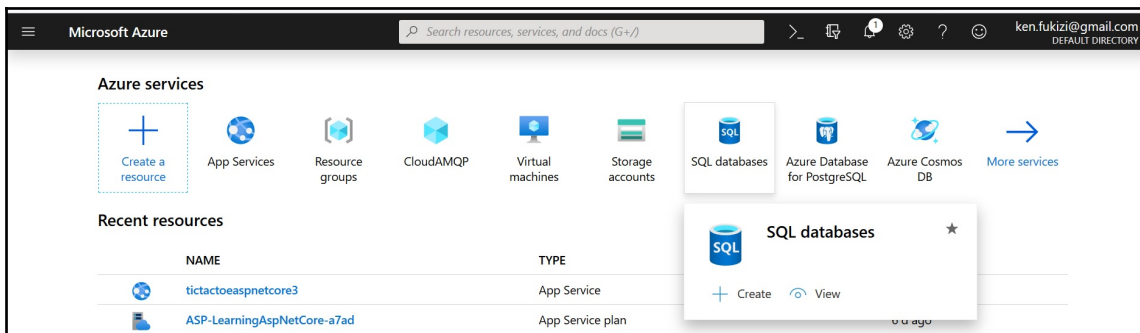 Microsoft Azure
Search resources, services, and docs (G+/)
1
ken.fukizi@gmail.com
DEFAULT DIRECTORY
Azure services
Create a resource
App Services
Resource groups
CloudAMQP
Virtual machines
Storage accounts
SQL
SQL databases
Azure Database for PostgreSQL
Azure Cosmos DB
More services
Recent resources
SQL
SQL databases
Create View
NAME TYPE
tictactoeaspnetcore3 App Service
ASP-LearningAspNetCore-a7ad App Service plan